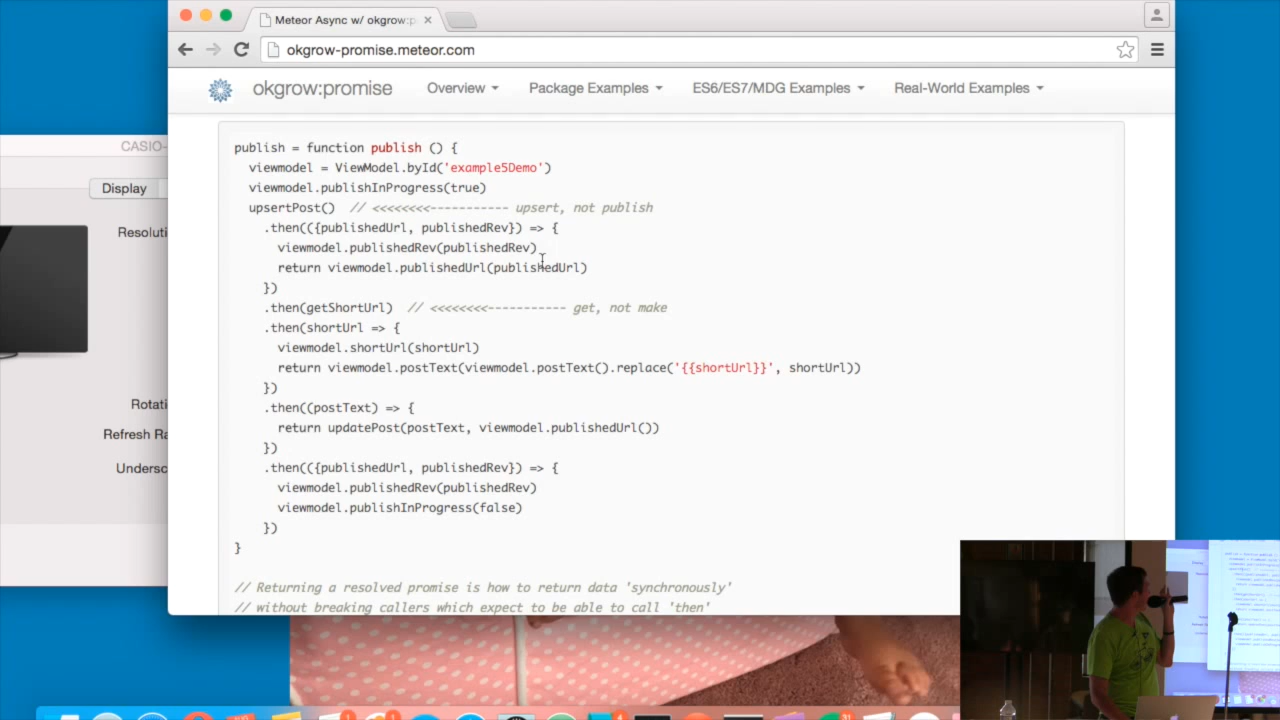 Meteor Async w/ okgrow:p
okgrow-promise.meteor.com
okgrow:promise Overview Package Examples ES6/ES7/MDG Examples Real-World Examples
CASIO-
Display
Resoluti
Rotati
Refresh Ra
Undersc
publish = function publish () {
viewmodel = ViewModel.byId('example5Demo')
viewmodel.publishInProgress(true)
upsertPost() // <<<<<<<<----------- upsert, not publish
.then(({publishedUrl, publishedRev}) => {
viewmodel.publishedRev(publishedRev)
return viewmodel.publishedUrl(publishedUrl)
})
.then(getShortUrl) // <<<<<<<<----------- get, not make
.then(shortUrl => {
viewmodel.shortUrl(shortUrl)
return viewmodel.postText(viewmodel.postText().replace('{{shortUrl}}', shortUrl))
})
.then((postText) => {
return updatePost(postText, viewmodel.publishedUrl())
})
.then(({publishedUrl, publishedRev}) => {
viewmodel.publishedRev(publishedRev)
viewmodel.publishInProgress(false)
})
}
// Returning a resolved promise is how to return data 'synchronously'
// without breaking callers which expect to be able to call 'then'